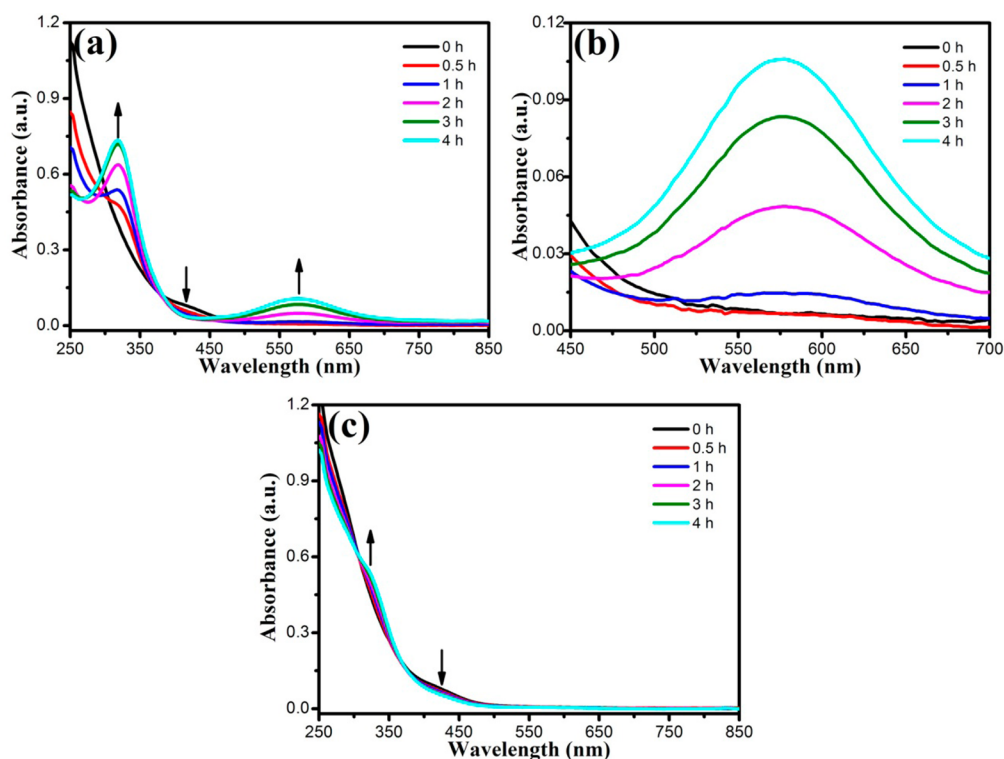 (a)
1.2
0.9
0.6
0.3
0.0
Absorbance (a.u.)
250 350 450 550 650 750 850
Wavelength (nm)
0 h
0.5 h
1 h
2 h
3 h
4 h
(b)
0.12
0.09
0.06
0.03
0.00
Absorbance (a.u.)
450 500 550 600 650 700
Wavelength (nm)
0 h
0.5 h
1 h
2 h
3 h
4 h
(c)
1.2
0.9
0.6
0.3
0.0
Absorbance (a.u.)
250 350 450 550 650 750 850
Wavelength (nm)
0 h
0.5 h
1 h
2 h
3 h
4 h